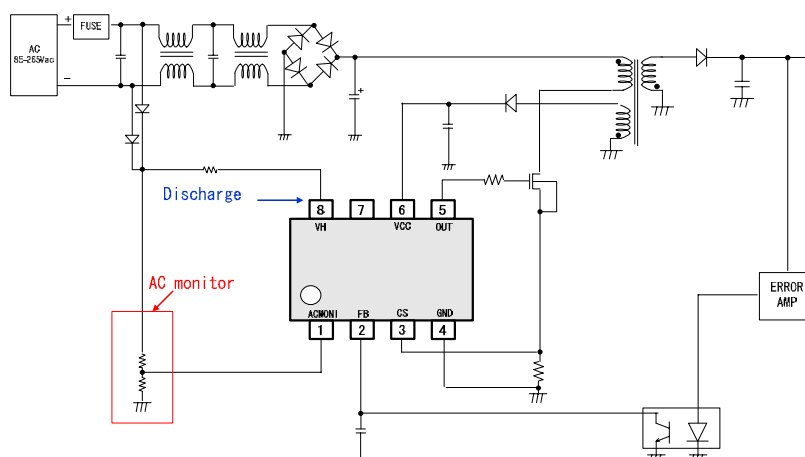 +
FUSE
AC
85-265Vac
−
+
Discharge
8
7
6
5
VH
VCC
OUT
AC monitor
ERROR
AMP
ACMONI
FB
CS
GND
1
2
3
4